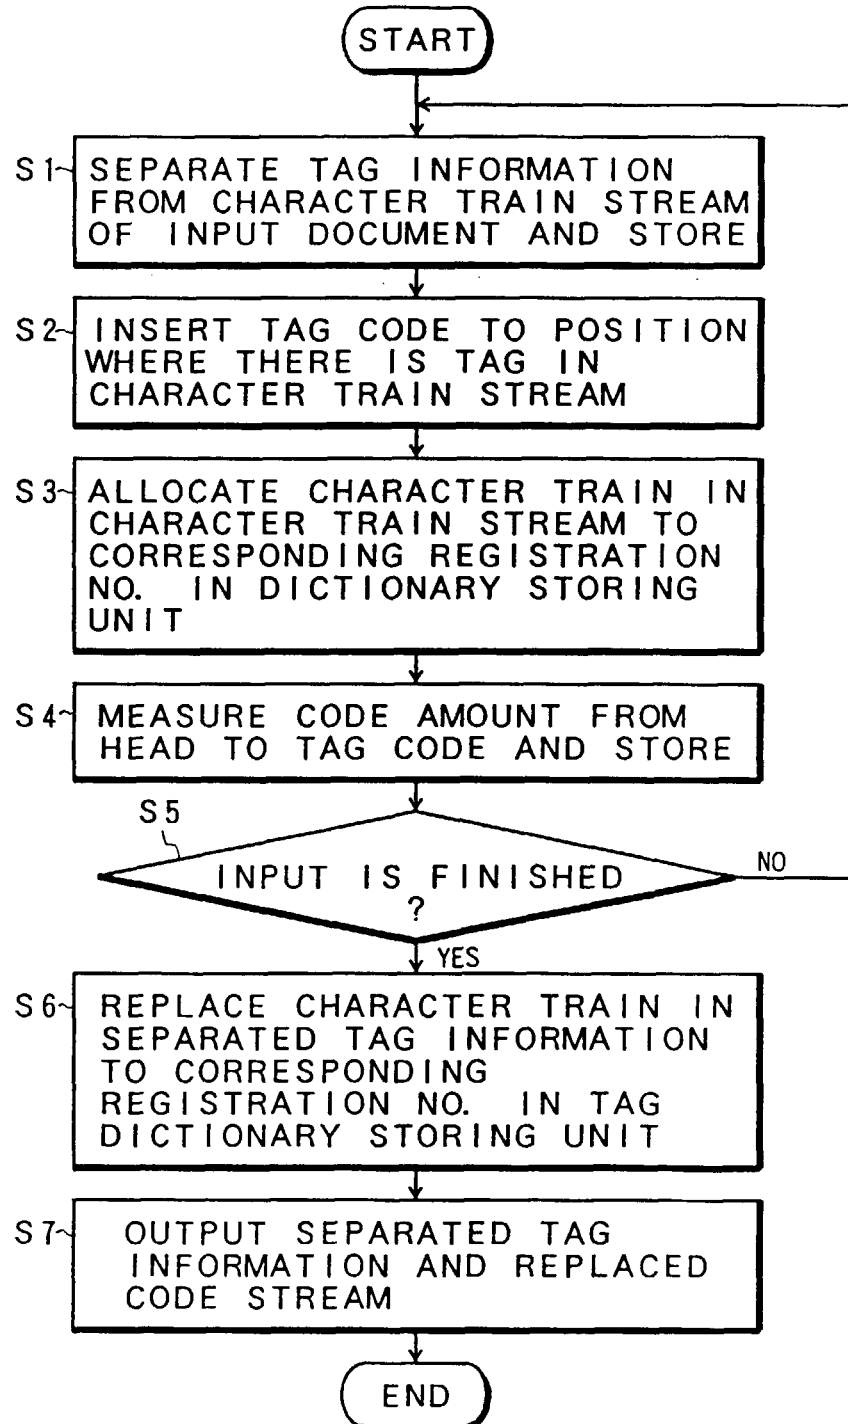 START
S1 SEPARATE TAG INFORMATION
FROM CHARACTER TRAIN STREAM
OF INPUT DOCUMENT AND STORE
S2 INSERT TAG CODE TO POSITION
WHERE THERE IS TAG IN
CHARACTER TRAIN STREAM
S3 ALLOCATE CHARACTER TRAIN IN
CHARACTER TRAIN STREAM TO
CORRESPONDING REGISTRATION
NO. IN DICTIONARY STORING
UNIT
S4 MEASURE CODE AMOUNT FROM
HEAD TO TAG CODE AND STORE
S5
INPUT IS FINISHED
?
NO
YES
S6 REPLACE CHARACTER TRAIN IN
SEPARATED TAG INFORMATION
TO CORRESPONDING
REGISTRATION NO. IN TAG
DICTIONARY STORING UNIT
S7 OUTPUT SEPARATED TAG
INFORMATION AND REPLACED
CODE STREAM
END